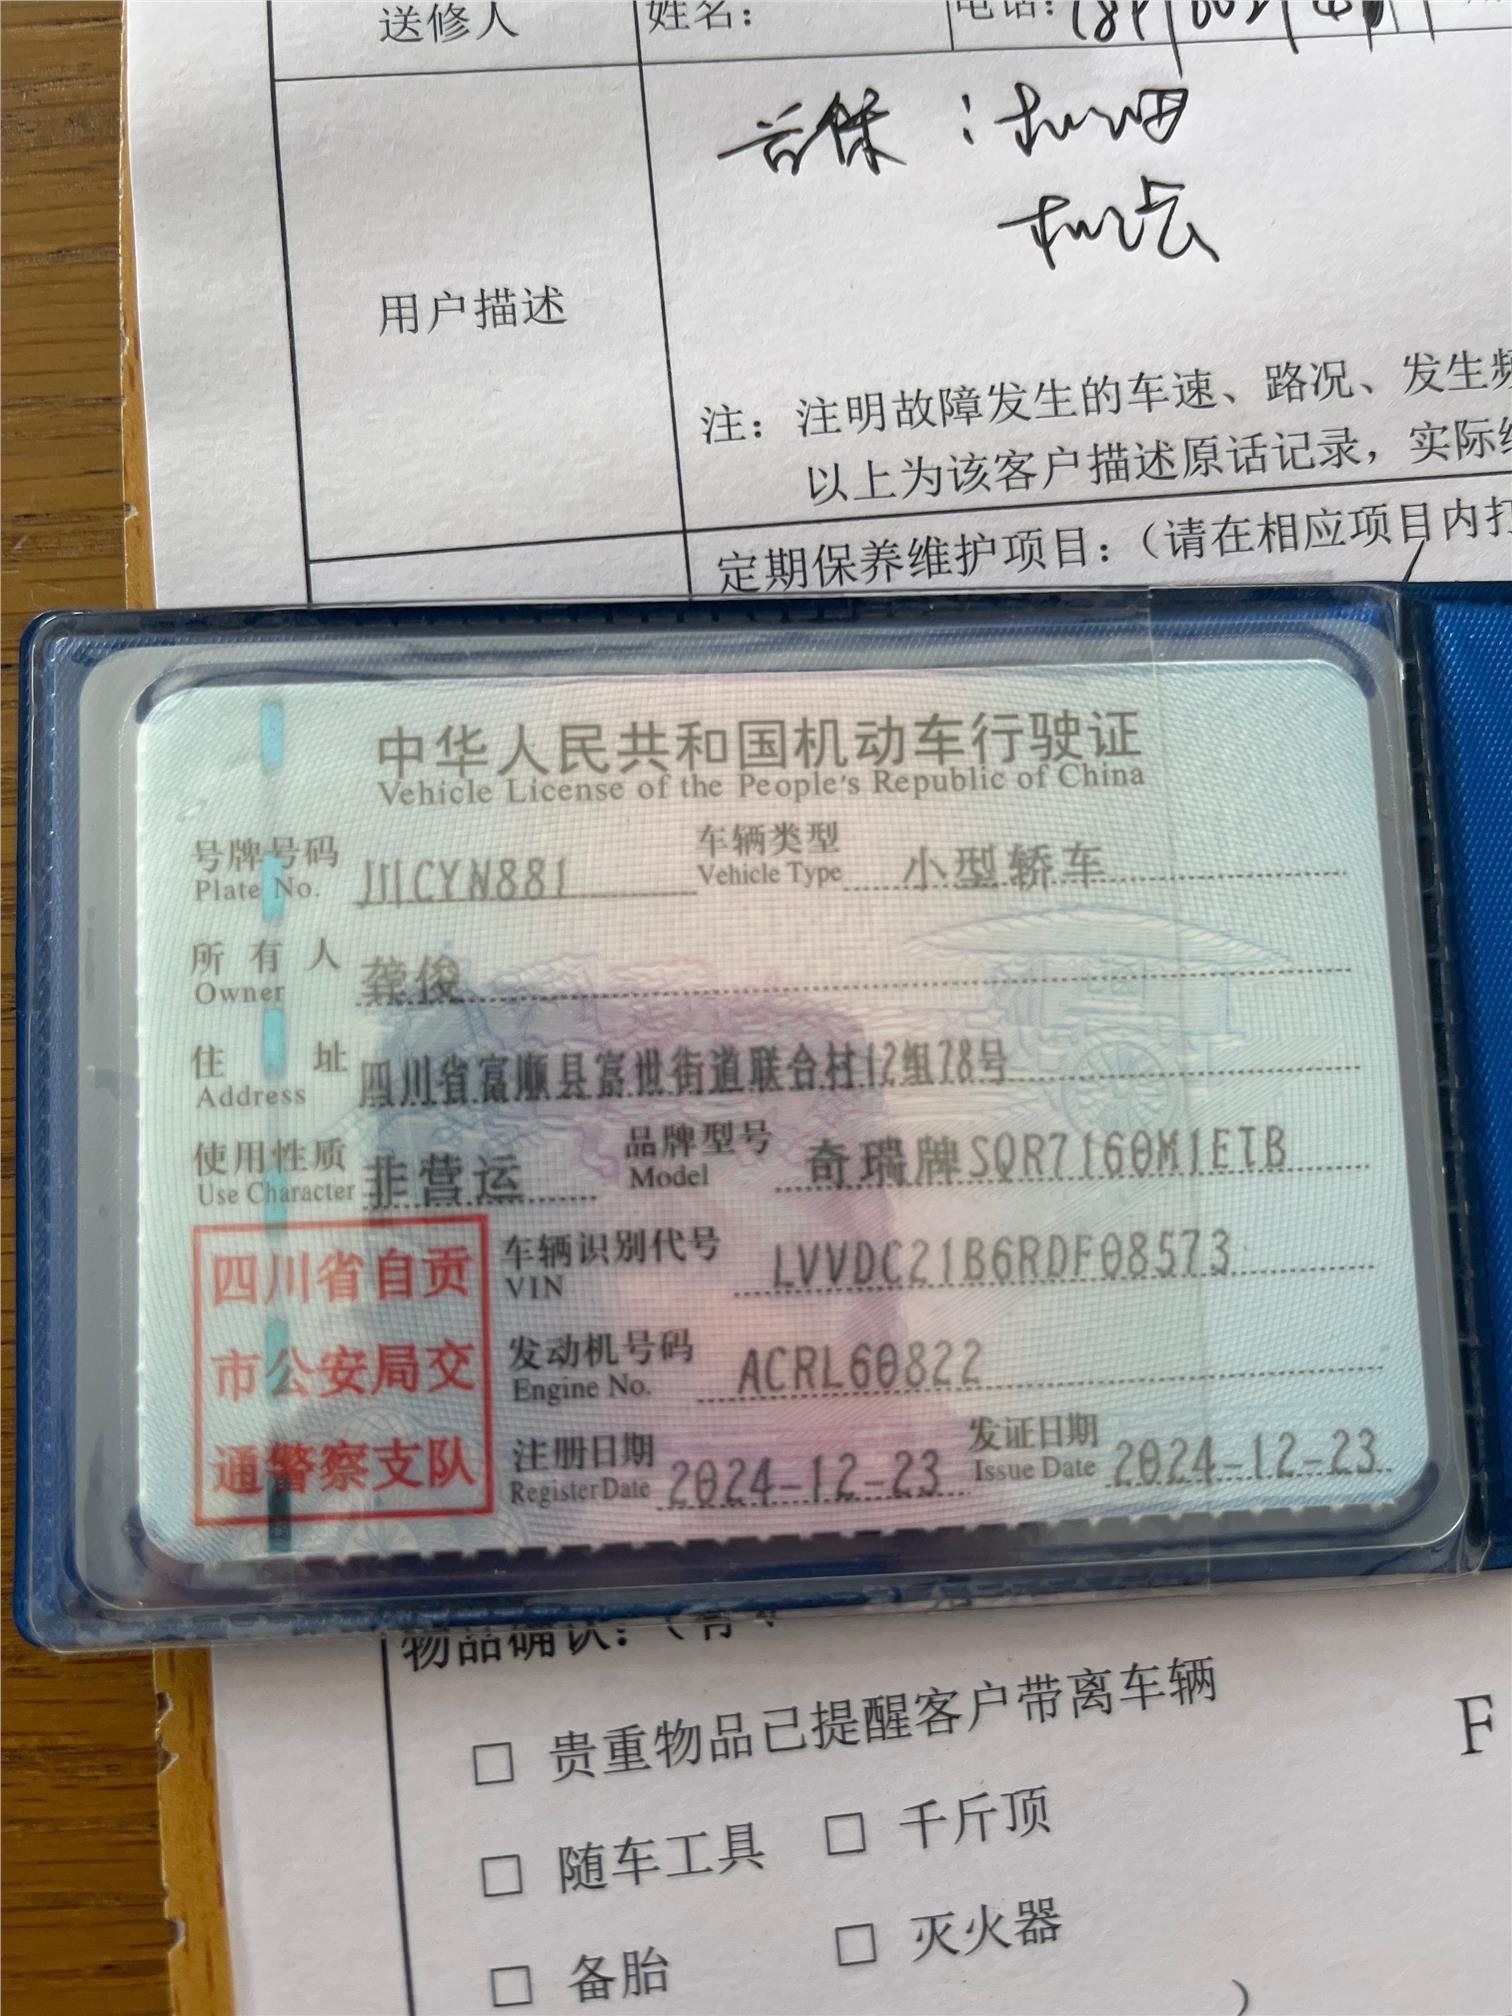 送修人 姓名： 电话：
首保：机油
机滤
用户描述
注：注明故障发生的车速、路况、发生频
以上为该客户描述原话记录，实际
定期保养维护项目：（请在相应项目内打
中华人民共和国机动车行驶证
Vehicle License of the People's Republic of China
号牌号码 川CYN881 车辆类型 小型轿车
Plate No. Vehicle Type
所有人 龚俊
Owner
住址 四川省富顺县富世街道联合村12组78号
Address
使用性质 非营运 品牌型号 奇瑞牌SQR7160M1ETB
Use Character Model
四川省自贡
市公安局交
通警察支队
车辆识别代号 LVVDC21B6RDF08573
VIN
发动机号码 ACRL60822
Engine No.
注册日期 2024-12-23 发证日期 2024-12-23
Register Date Issue Date
物品确认：（有
□ 贵重物品已提醒客户带离车辆
□ 随车工具 □ 千斤顶
□ 备胎 □ 灭火器
）
F